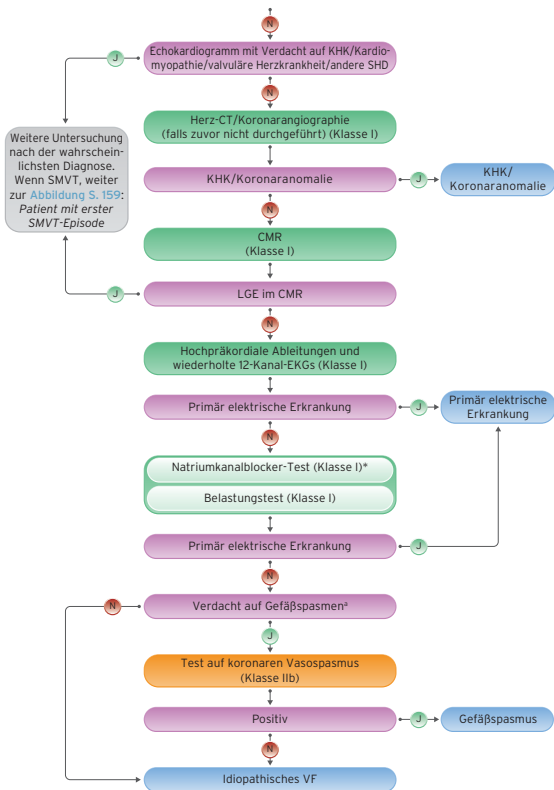 N
Echokardiogramm mit Verdacht auf KHK/Kardio-
myopathie/valvuläre Herzkrankheit/andere SHD
J
N
Herz-CT/Koronarangiographie
(falls zuvor nicht durchgeführt) (Klasse I)
Weitere Untersuchung
nach der wahrschein-
lichsten Diagnose.
Wenn SMVT, weiter
zur Abbildung S. 159:
Patient mit erster
SMVT-Episode
KHK/Koronaranomalie
J
KHK/
Koronaranomalie
N
CMR
(Klasse I)
J
LGE im CMR
N
Hochpräkordiale Ableitungen und
wiederholte 12-Kanal-EKGs (Klasse I)
Primär elektrische Erkrankung
J
Primär elektrische
Erkrankung
N
Natriumkanalblocker-Test (Klasse I)*
Belastungstest (Klasse I)
Primär elektrische Erkrankung
J
N
N
Verdacht auf Gefäßspasmenª
J
Test auf koronaren Vasospasmus
(Klasse IIb)
Positiv
J
Gefäßspasmus
N
Idiopathisches VF